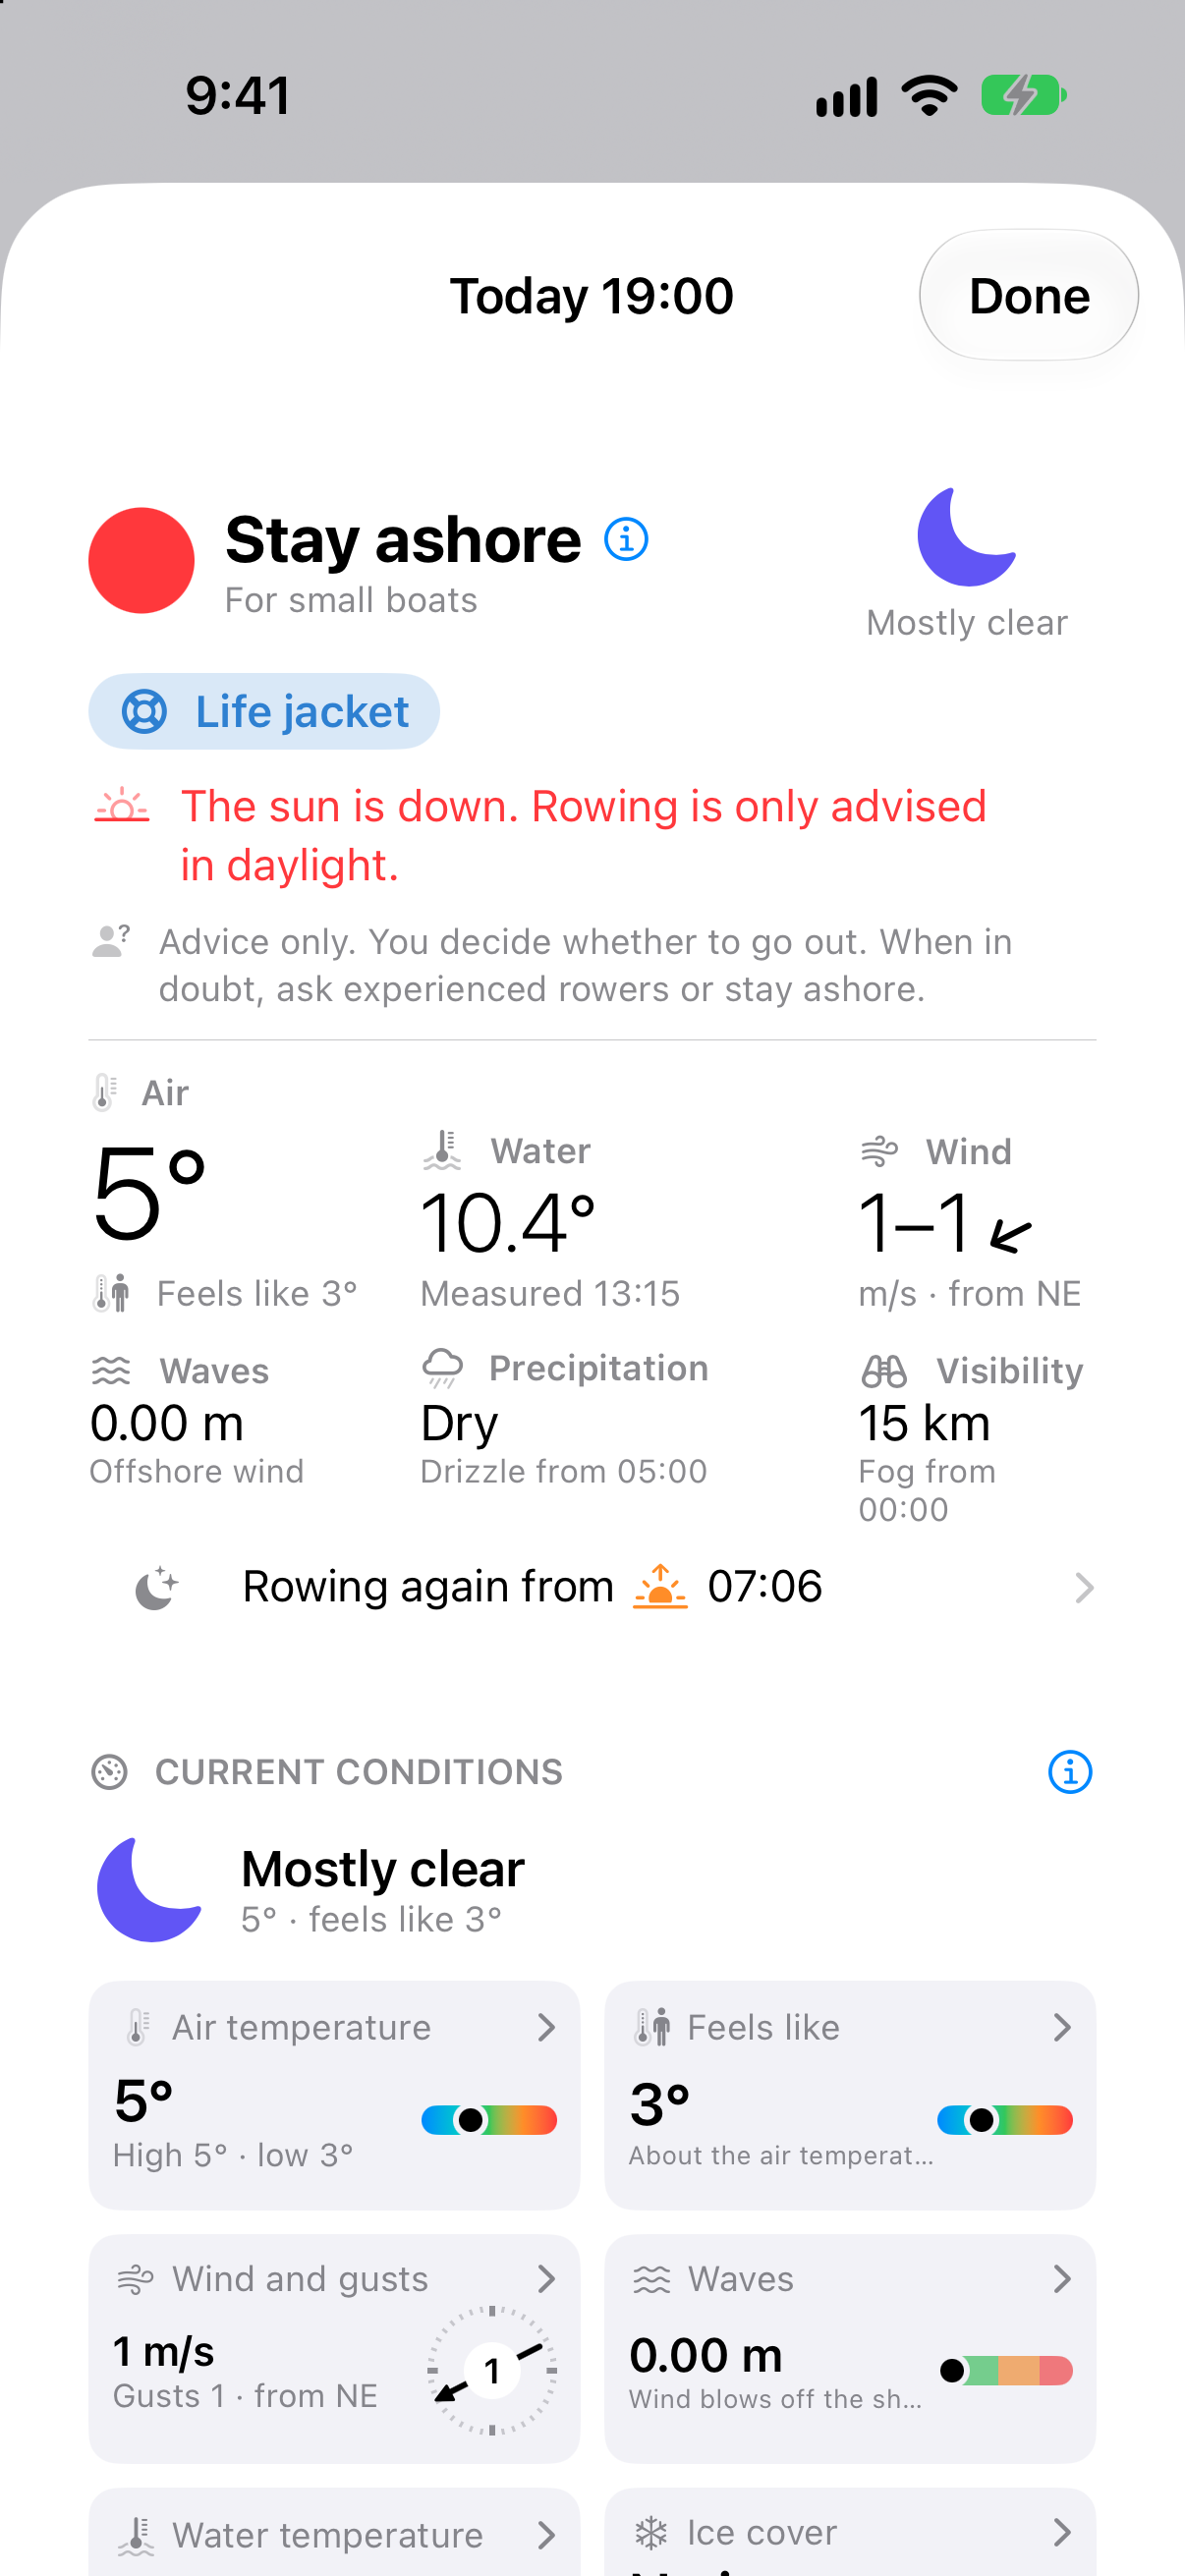 9:41
Today 19:00
Done
Stay ashore
For small boats
Mostly clear
Life jacket
The sun is down. Rowing is only advised
in daylight.
Advice only. You decide whether to go out. When in
doubt, ask experienced rowers or stay ashore.
Air
5°
Feels like 3°
Water
10.4°
Measured 13:15
Wind
1–1
m/s · from NE
Waves
0.00 m
Offshore wind
Precipitation
Dry
Drizzle from 05:00
Visibility
15 km
Fog from
00:00
Rowing again from 07:06
CURRENT CONDITIONS
Mostly clear
5° · feels like 3°
Air temperature
5°
High 5° · low 3°
Feels like
3°
About the air temperat...
Wind and gusts
1 m/s
Gusts 1 · from NE
1
Waves
0.00 m
Wind blows off the sh...
Water temperature
Ice cover